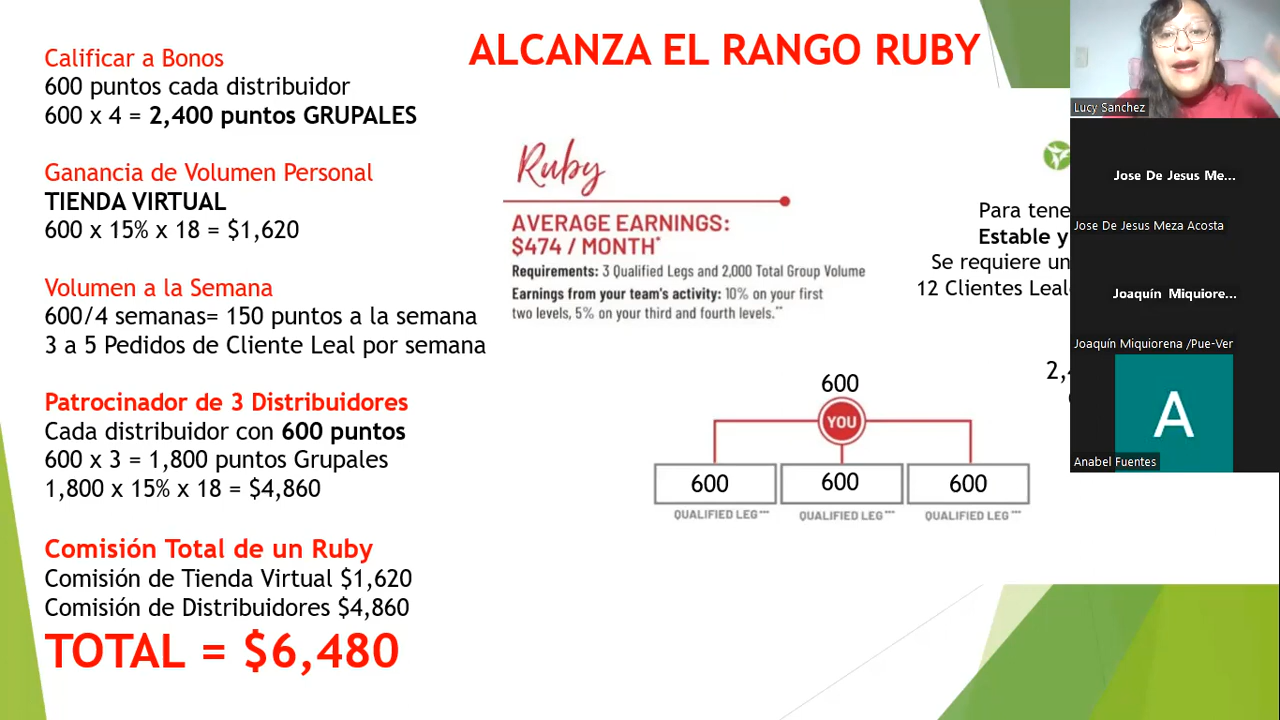 ALCANZA EL RANGO RUBY
Calificar a Bonos
600 puntos cada distribuidor
600 x 4 = 2,400 puntos GRUPALES
Ganancia de Volumen Personal
TIENDA VIRTUAL
600 x 15% x 18 = $1,620
Volumen a la Semana
600/4 semanas= 150 puntos a la semana
3 a 5 Pedidos de Cliente Leal por semana
Patrocinador de 3 Distribuidores
Cada distribuidor con 600 puntos
600 x 3 = 1,800 puntos Grupales
1,800 x 15% x 18 = $4,860
Comisión Total de un Ruby
Comisión de Tienda Virtual $1,620
Comisión de Distribuidores $4,860
TOTAL = $6,480
Ruby
AVERAGE EARNINGS:
$474 / MONTH*
Requirements: 3 Qualified Legs and 2,000 Total Group Volume
Earnings from your team's activity: 10% on your first
two levels, 5% on your third and fourth levels.**
600
YOU
600 600 600
QUALIFIED LEG*** QUALIFIED LEG*** QUALIFIED LEG***
Para tene
Estable y
Se requiere un
12 Clientes Leal
2,
Lucy Sanchez
Jose De Jesus Me...
Jose De Jesus Meza Acosta
Joaquín Miquiore...
Joaquín Miquiorena /Pue-Ver
A
Anabel Fuentes